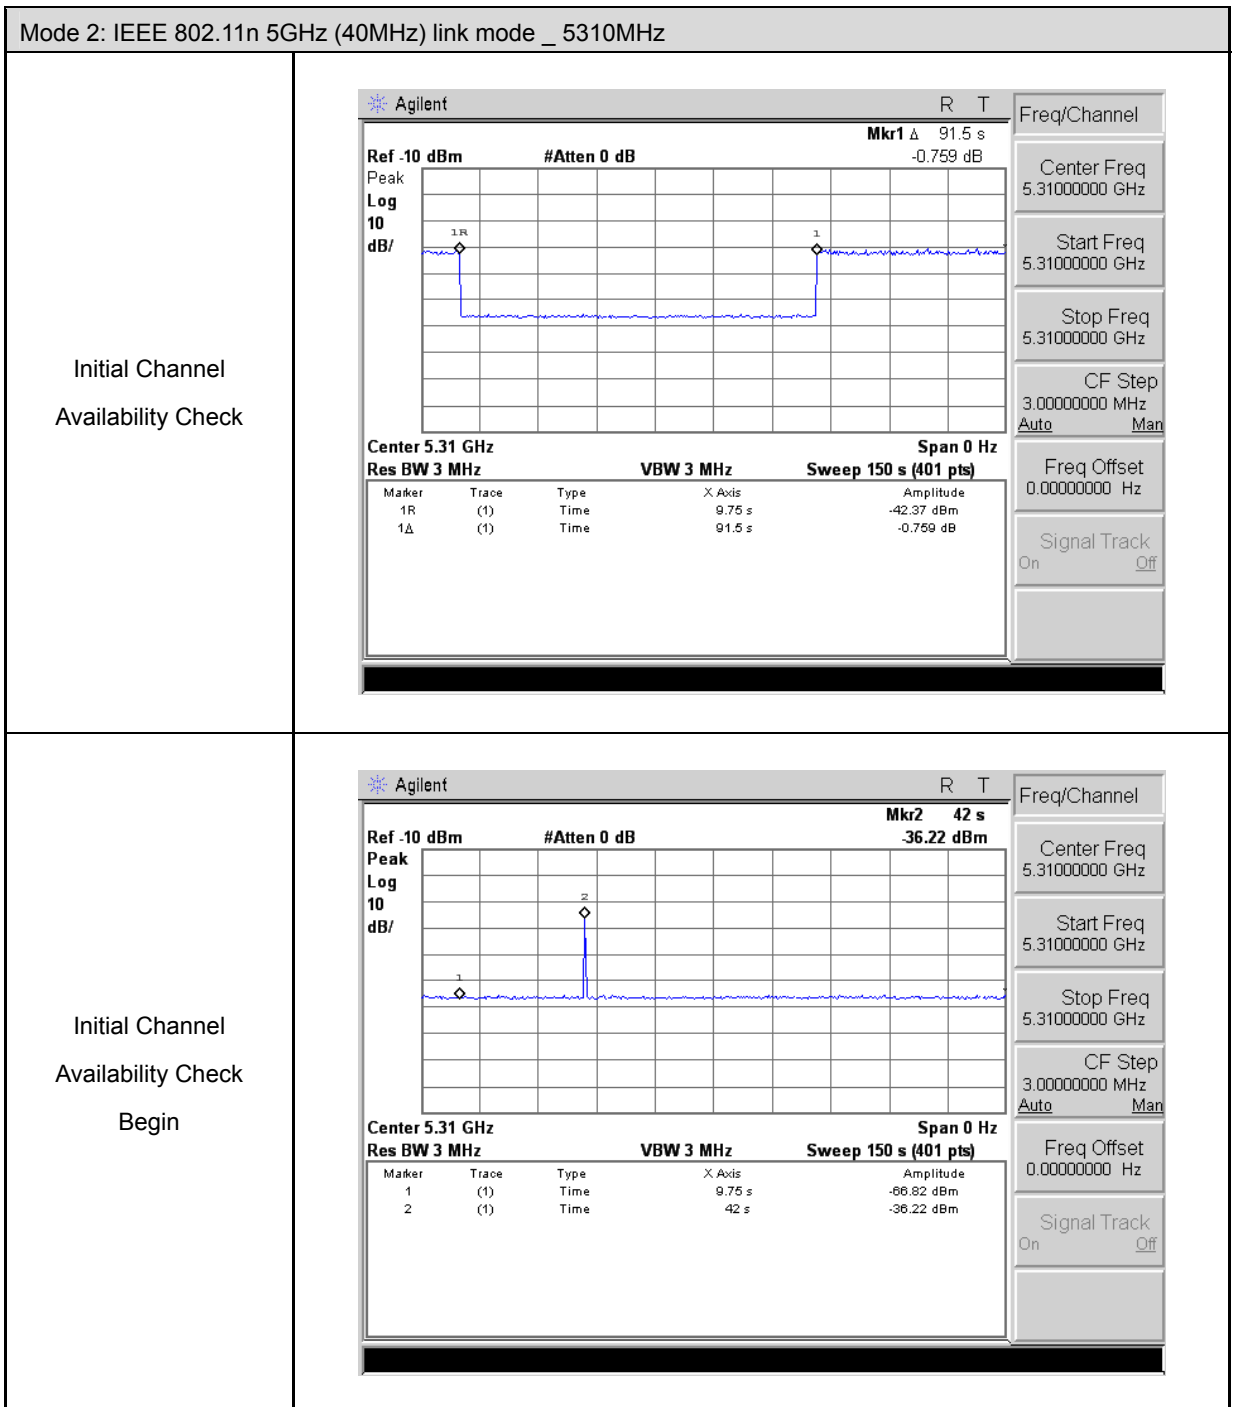 Mode 2: IEEE 802.11n 5GHz (40MHz) link mode _ 5310MHz
Initial Channel
Availability Check
Agilent R T
Mkr1 Δ 91.5 s
Ref -10 dBm #Atten 0 dB -0.759 dB
Peak
Log
10
dB/
1R
1
Center 5.31 GHz Span 0 Hz
Res BW 3 MHz VBW 3 MHz Sweep 150 s (401 pts)
Marker Trace Type X Axis Amplitude
1R (1) Time 9.75 s -42.37 dBm
1Δ (1) Time 91.5 s -0.759 dB
Freq/Channel
Center Freq
5.31000000 GHz
Start Freq
5.31000000 GHz
Stop Freq
5.31000000 GHz
CF Step
3.00000000 MHz
Auto Man
Freq Offset
0.00000000 Hz
Signal Track
On Off
Initial Channel
Availability Check
Begin
Agilent R T
Mkr2 42 s
Ref -10 dBm #Atten 0 dB -36.22 dBm
Peak
Log
10
dB/
2
1
Center 5.31 GHz Span 0 Hz
Res BW 3 MHz VBW 3 MHz Sweep 150 s (401 pts)
Marker Trace Type X Axis Amplitude
1 (1) Time 9.75 s -66.82 dBm
2 (1) Time 42 s -36.22 dBm
Freq/Channel
Center Freq
5.31000000 GHz
Start Freq
5.31000000 GHz
Stop Freq
5.31000000 GHz
CF Step
3.00000000 MHz
Auto Man
Freq Offset
0.00000000 Hz
Signal Track
On Off